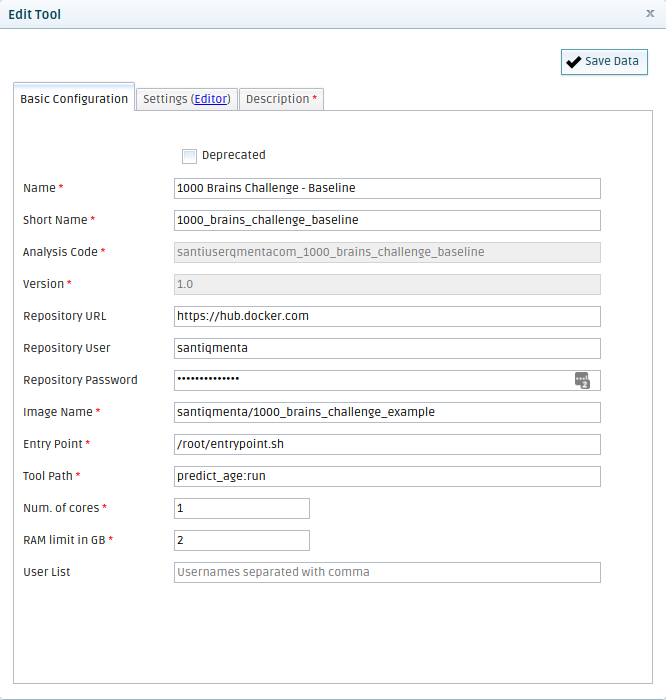 Edit Tool x
Save Data
Basic Configuration Settings (Editor) Description *
Deprecated
Name * 1000 Brains Challenge - Baseline
Short Name * 1000_brains_challenge_baseline
Analysis Code * santiuserqmentacom_1000_brains_challenge_baseline
Version * 1.0
Repository URL https://hub.docker.com
Repository User santiqmenta
Repository Password •••••••••••••• 2
Image Name * santiqmenta/1000_brains_challenge_example
Entry Point * /root/entrypoint.sh
Tool Path * predict_age:run
Num. of cores * 1
RAM limit in GB * 2
User List Usernames separated with comma